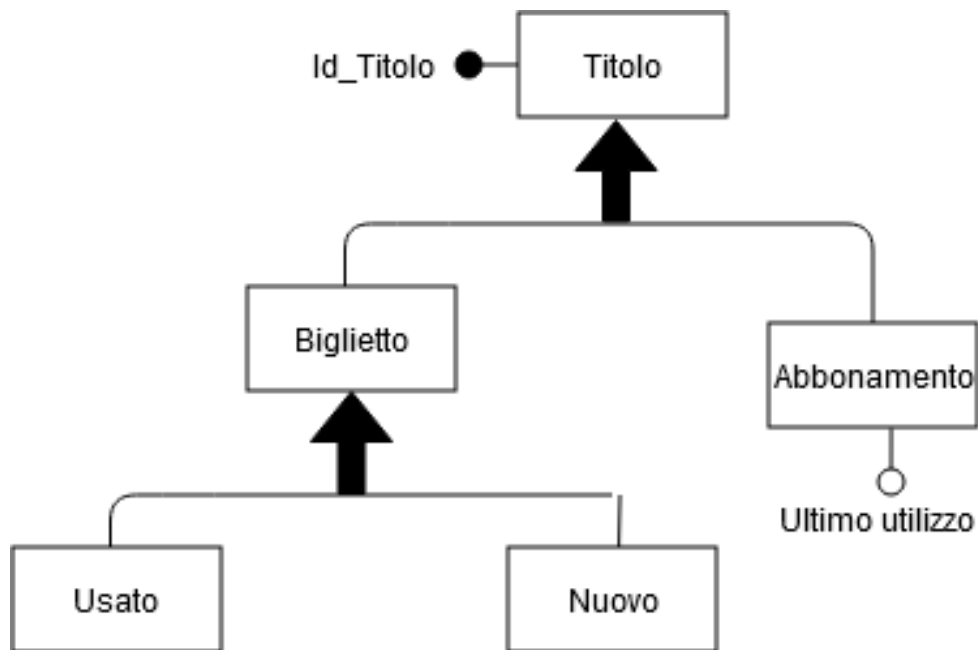 Id_Titolo
Titolo
Biglietto
Abbonamento
Ultimo utilizzo
Usato
Nuovo